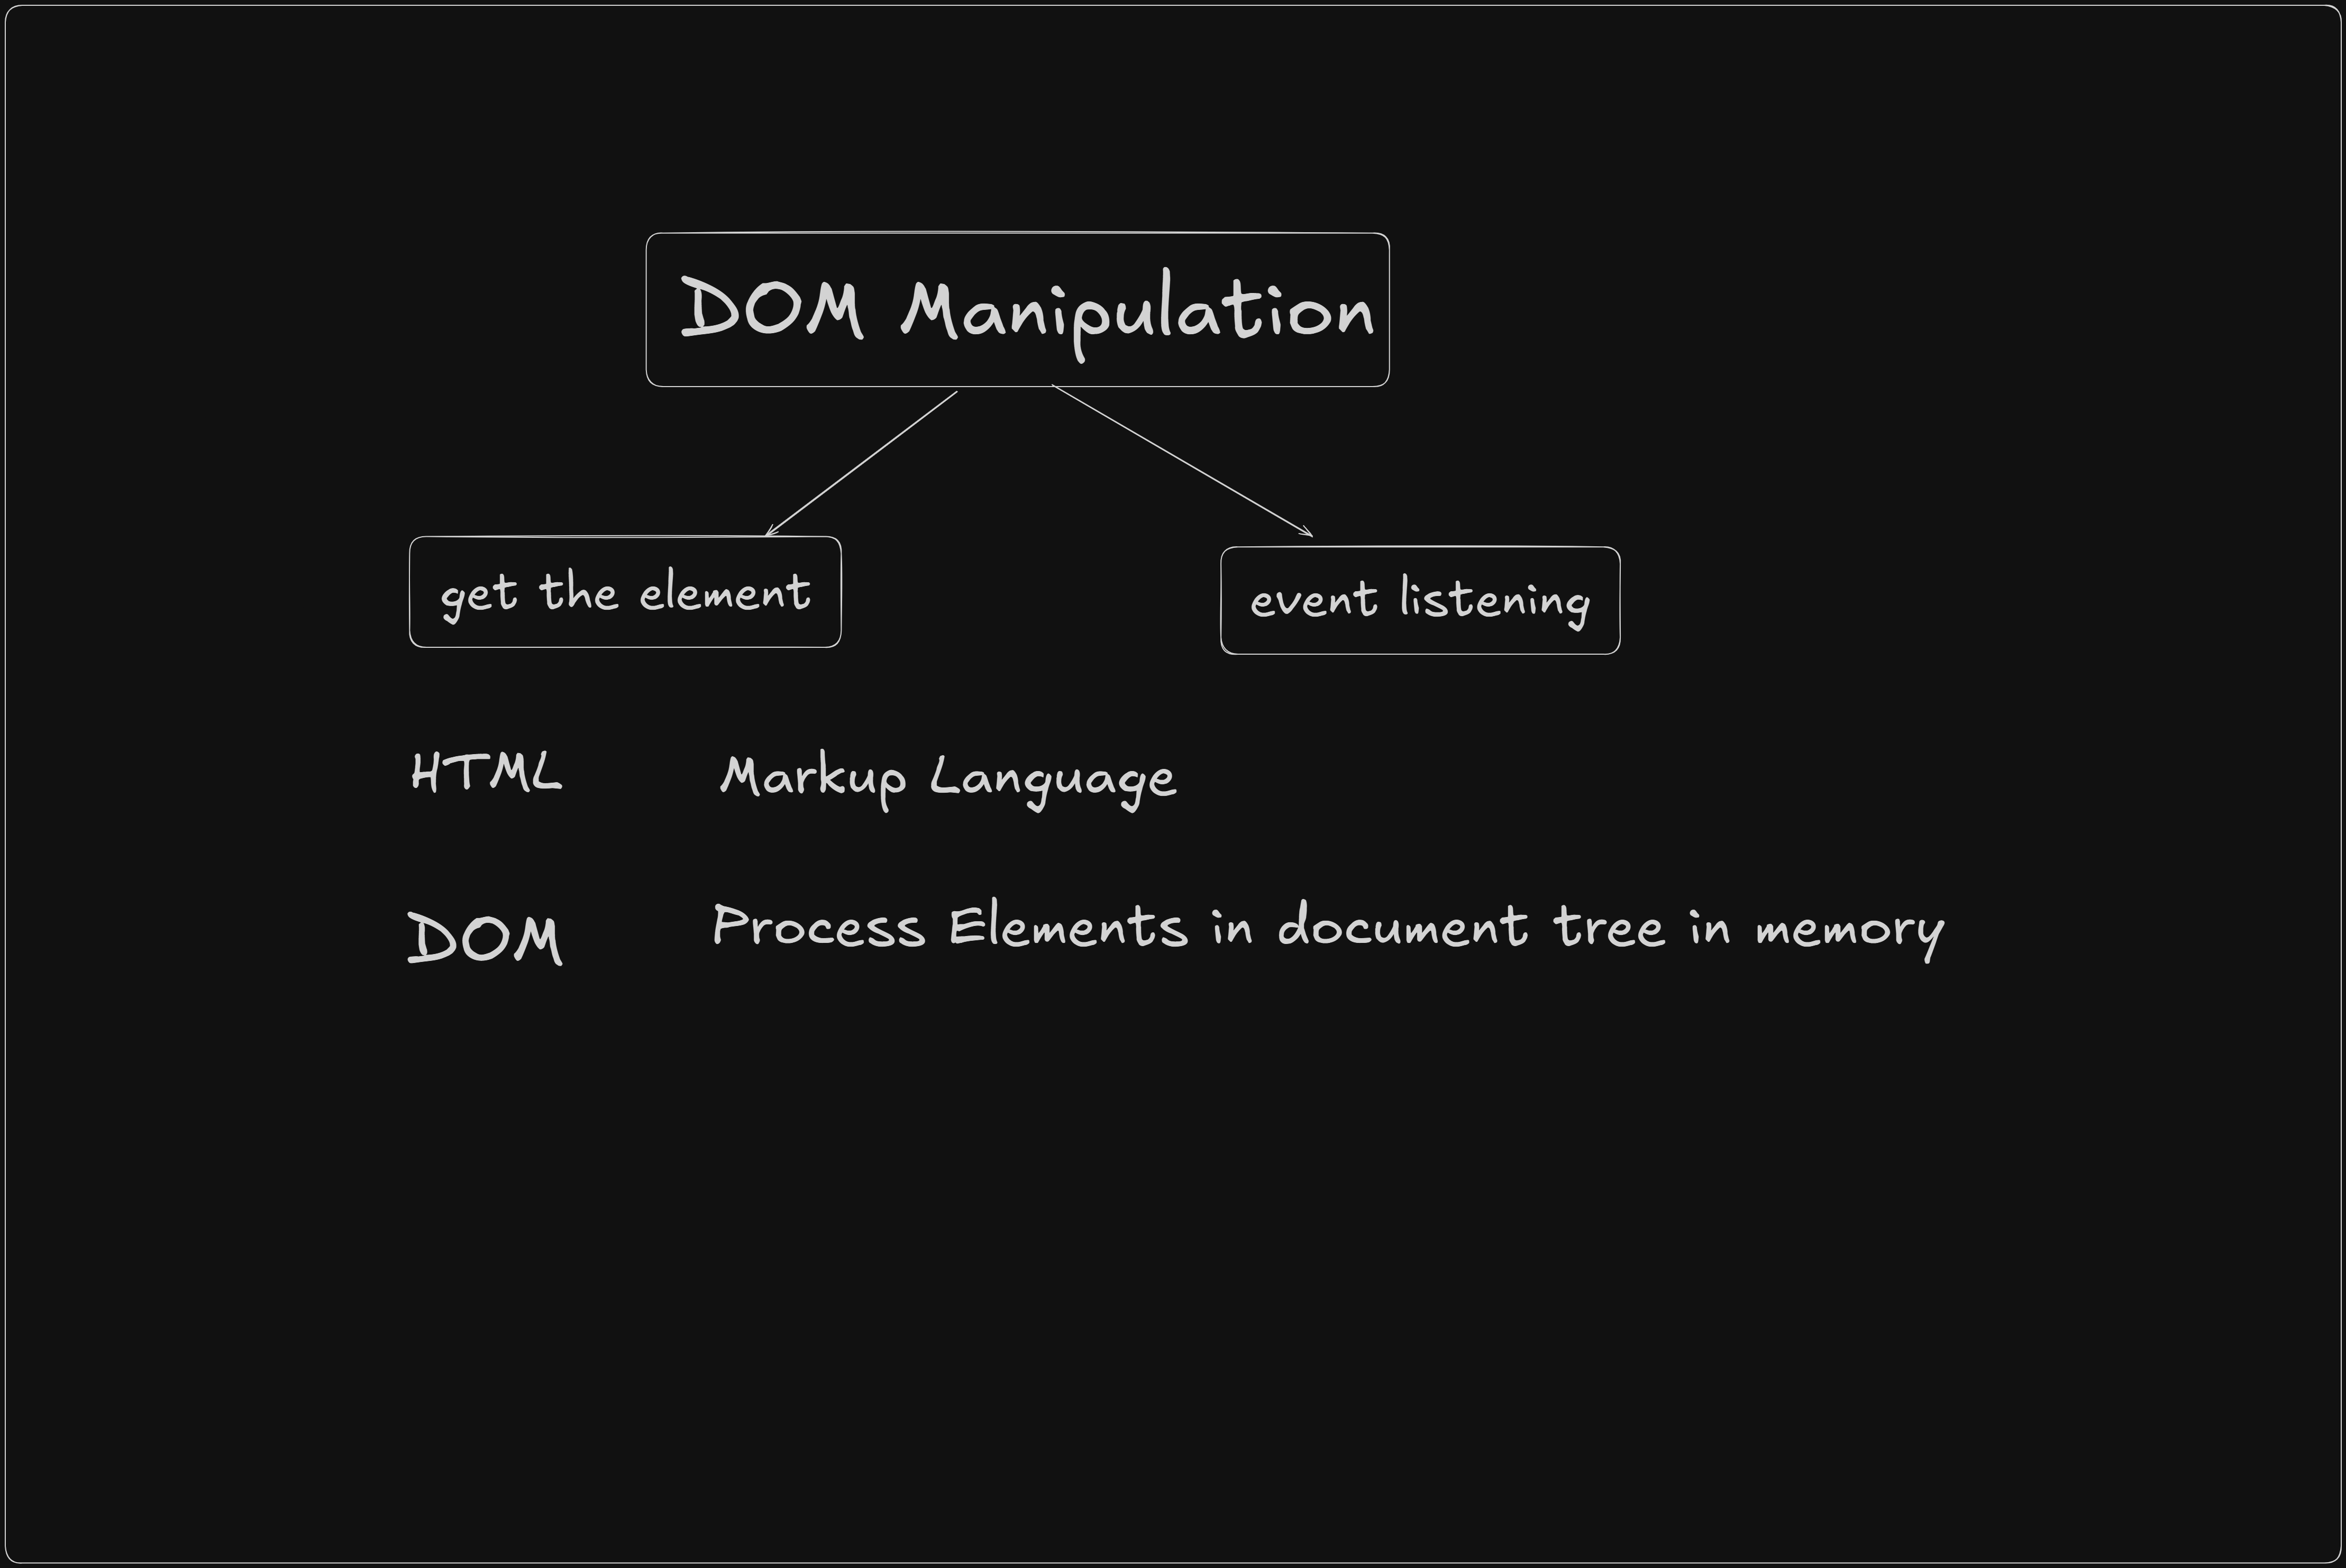 DOM Manipulation
get the element
event listening
HTML
Markup Language
DOM
Process Elements in document tree in memory